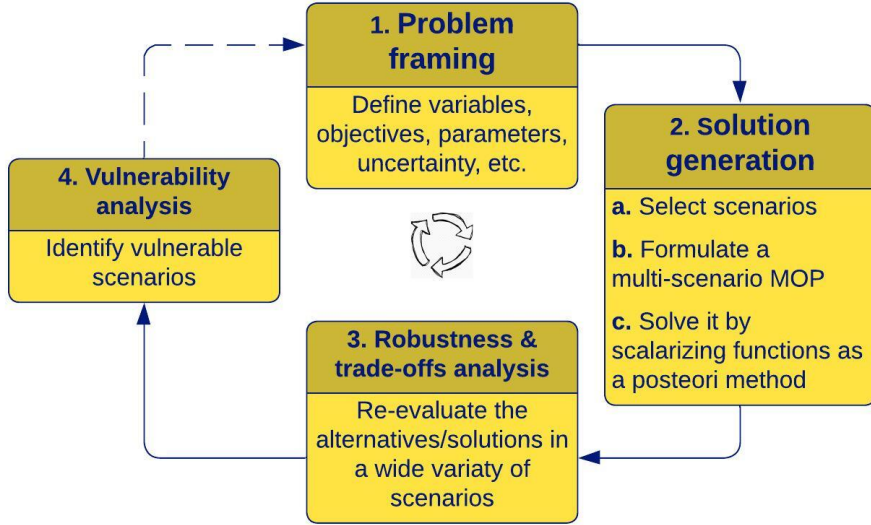 1. Problem
framing
Define variables,
objectives, parameters,
uncertainty, etc.
2. Solution
generation
a. Select scenarios
b. Formulate a
multi-scenario MOP
c. Solve it by
scalarizing functions as
a posteori method
3. Robustness &
trade-offs analysis
Re-evaluate the
alternatives/solutions in
a wide variaty of
scenarios
4. Vulnerability
analysis
Identify vulnerable
scenarios